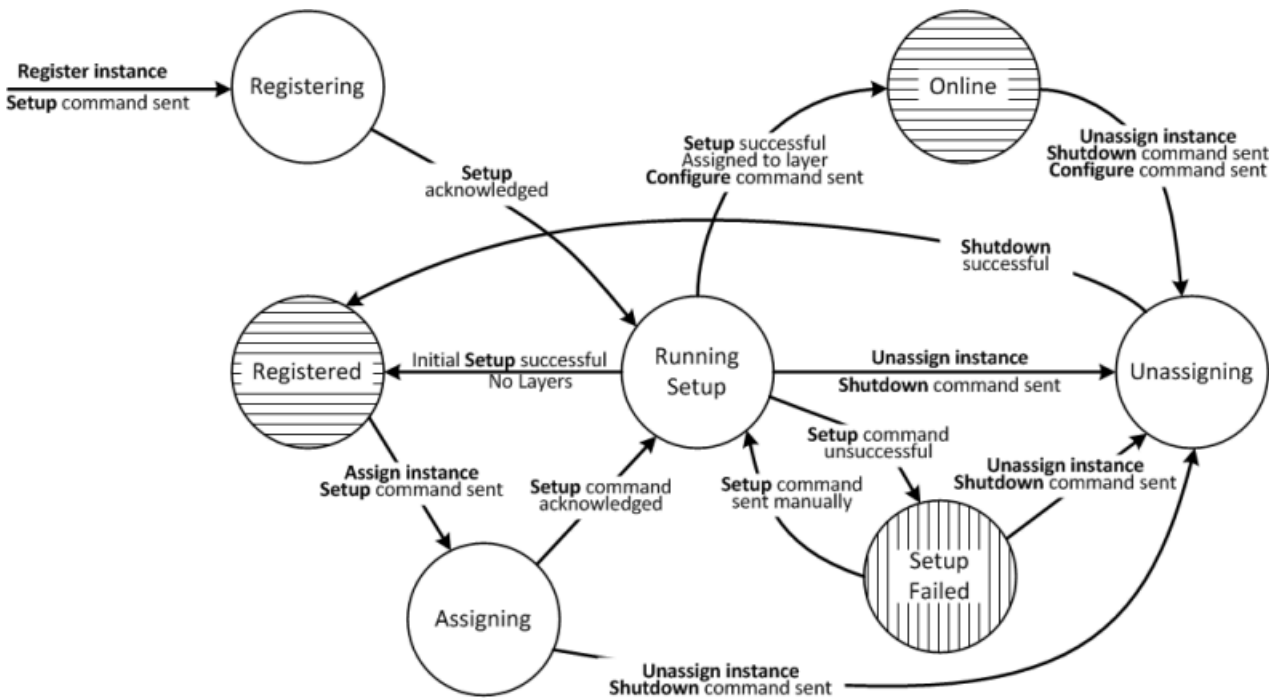 Register instance
Setup command sent
Registering
Online
Setup successful
Assigned to layer
Configure command sent
Unassign instance
Shutdown command sent
Configure command sent
Setup
acknowledged
Shutdown
successful
Registered
Initial Setup successful
No Layers
Running
Setup
Unassign instance
Shutdown command sent
Unassigning
Setup command
unsuccessful
Assign instance
Setup command sent
Setup command
acknowledged
Setup command
sent manually
Unassign instance
Shutdown command sent
Setup
Failed
Assigning
Unassign instance
Shutdown command sent